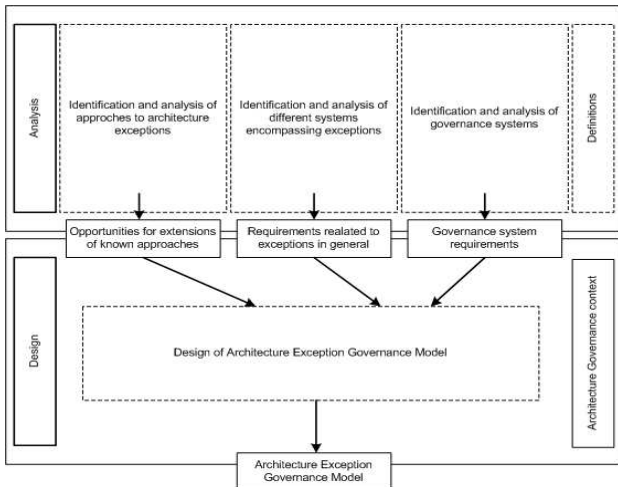 Analysis
Identification and analysis of
approches to architecture
exceptions
Identification and analysis of
different systems
encompassing exceptions
Identification and analysis of
governance systems
Definitions
Opportunities for extensions
of known approaches
Requirements realated to
exceptions in general
Governance system
requirements
Design
Design of Architecture Exception Governance Model
Architecture Governance context
Architecture Exception
Governance Model